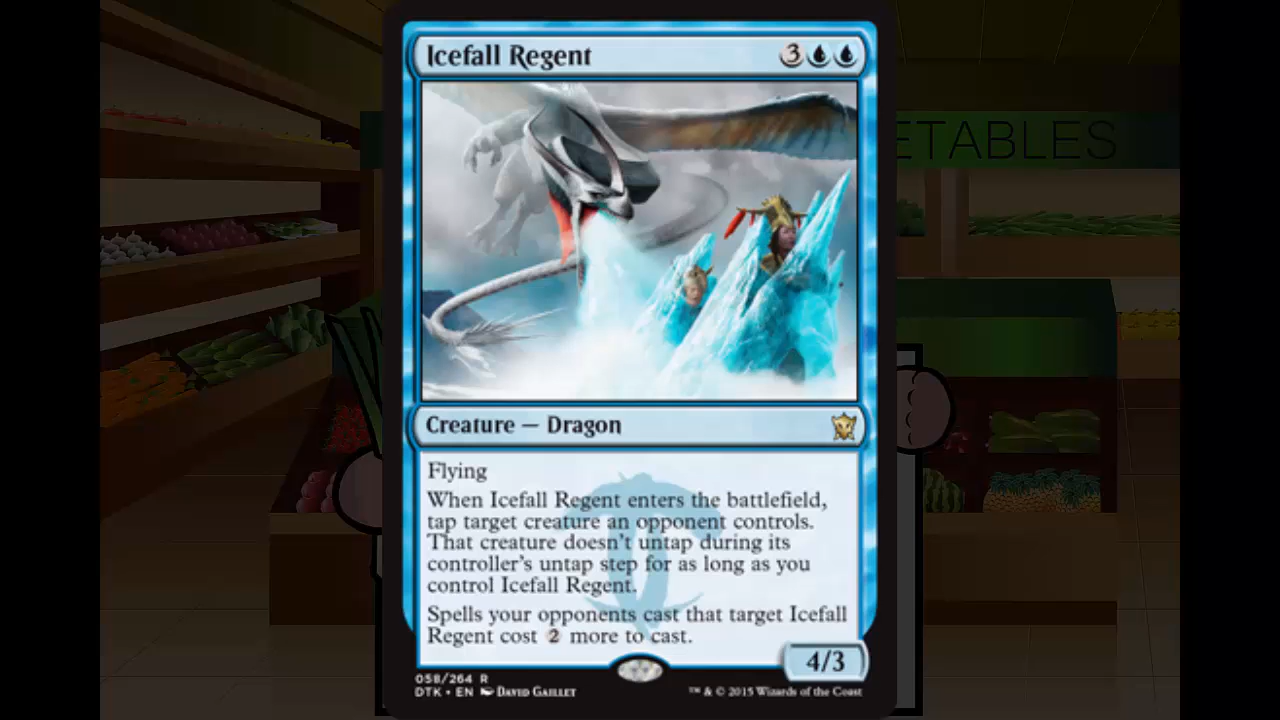 Icefall Regent 3
ETABLES
Creature — Dragon
Flying
When Icefall Regent enters the battlefield,
tap target creature an opponent controls.
That creature doesn't untap during its
controller's untap step for as long as you
control Icefall Regent.
Spells your opponents cast that target Icefall
Regent cost 2 more to cast.
4/3
058/264 R
DTK • EN David Gaillet
™ & © 2015 Wizards of the Coast